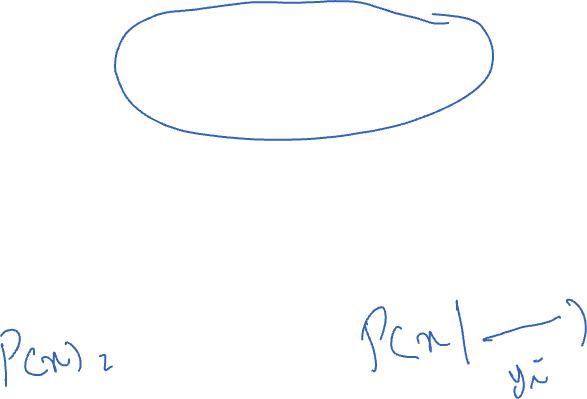 P(x) =
P(x | ― )
yi